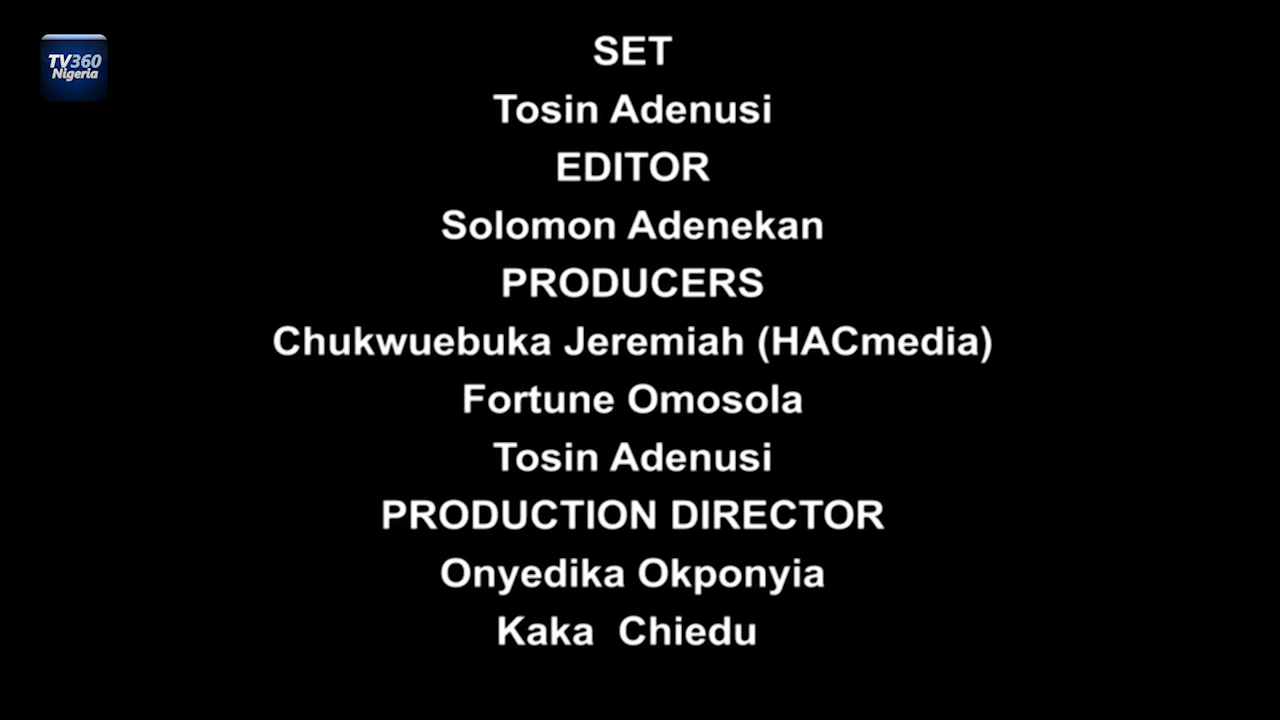 TV360
Nigeria
SET
Tosin Adenusi
EDITOR
Solomon Adenekan
PRODUCERS
Chukwuebuka Jeremiah (HACmedia)
Fortune Omosola
Tosin Adenusi
PRODUCTION DIRECTOR
Onyedika Okponyia
Kaka  Chiedu